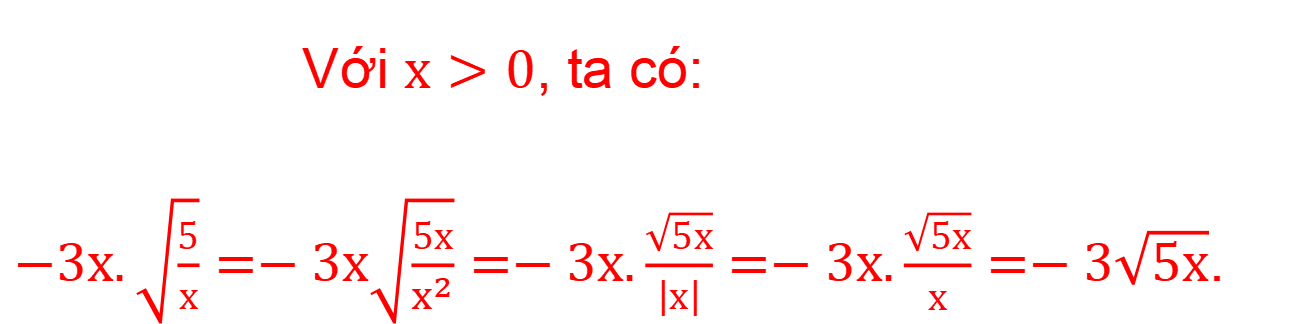 Với x > 0, ta có:
−3x.√(5/x) =− 3x√(5x/x²) =− 3x.√5x/|x| =− 3x.√5x/x =− 3√5x.